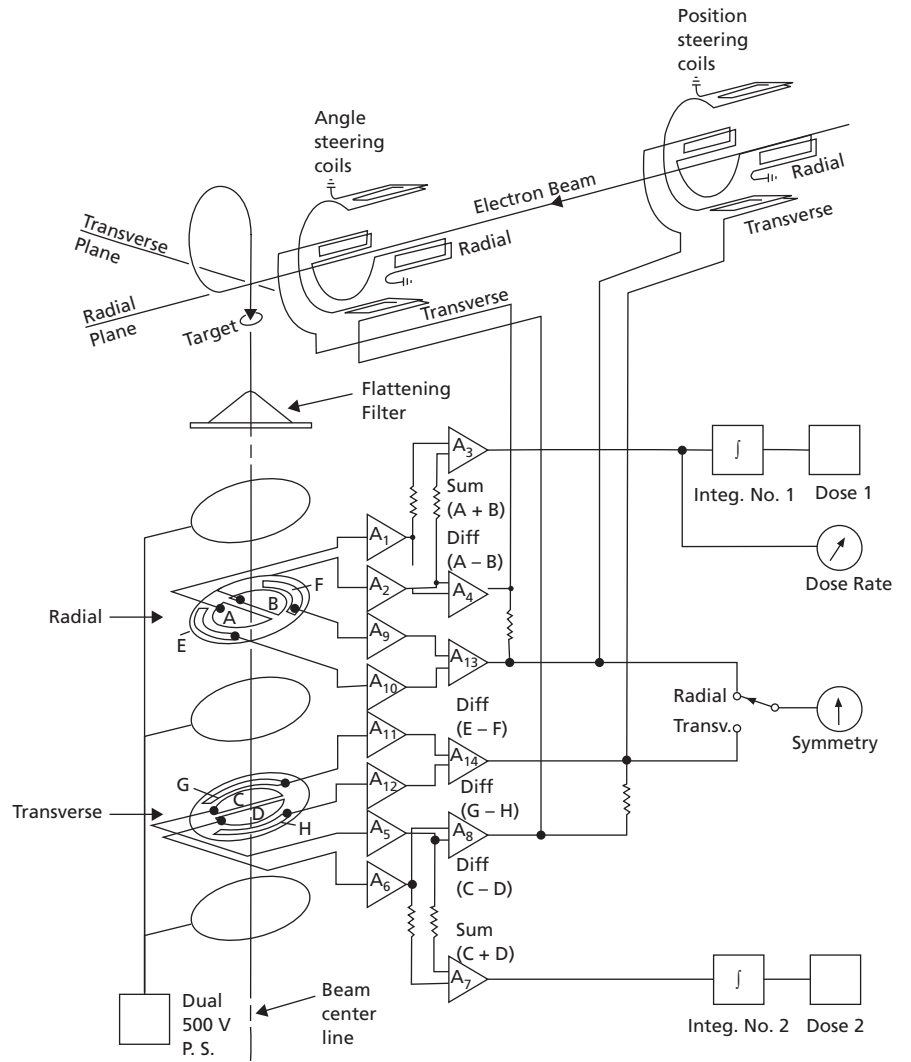 Position
steering
coils
Angle
steering
coils
Radial
Electron Beam
Transverse
Transverse
Plane
Radial
Radial
Plane
Transverse
Target
Flattening
Filter
A3
∫
Sum
(A + B)
Integ. No. 1
Dose 1
A1
Diff
(A – B)
A2
A4
Dose Rate
F
B
A
Radial
E
A9
A13
A10
Radial
Diff
(E – F)
A11
Transv.
Symmetry
G
C
A14
A12
D
Transverse
Diff
(G – H)
H
A5
A8
Diff
(C – D)
A6
Sum
(C + D)
A7
∫
Dual
500 V
P. S.
Beam
center
line
Integ. No. 2
Dose 2